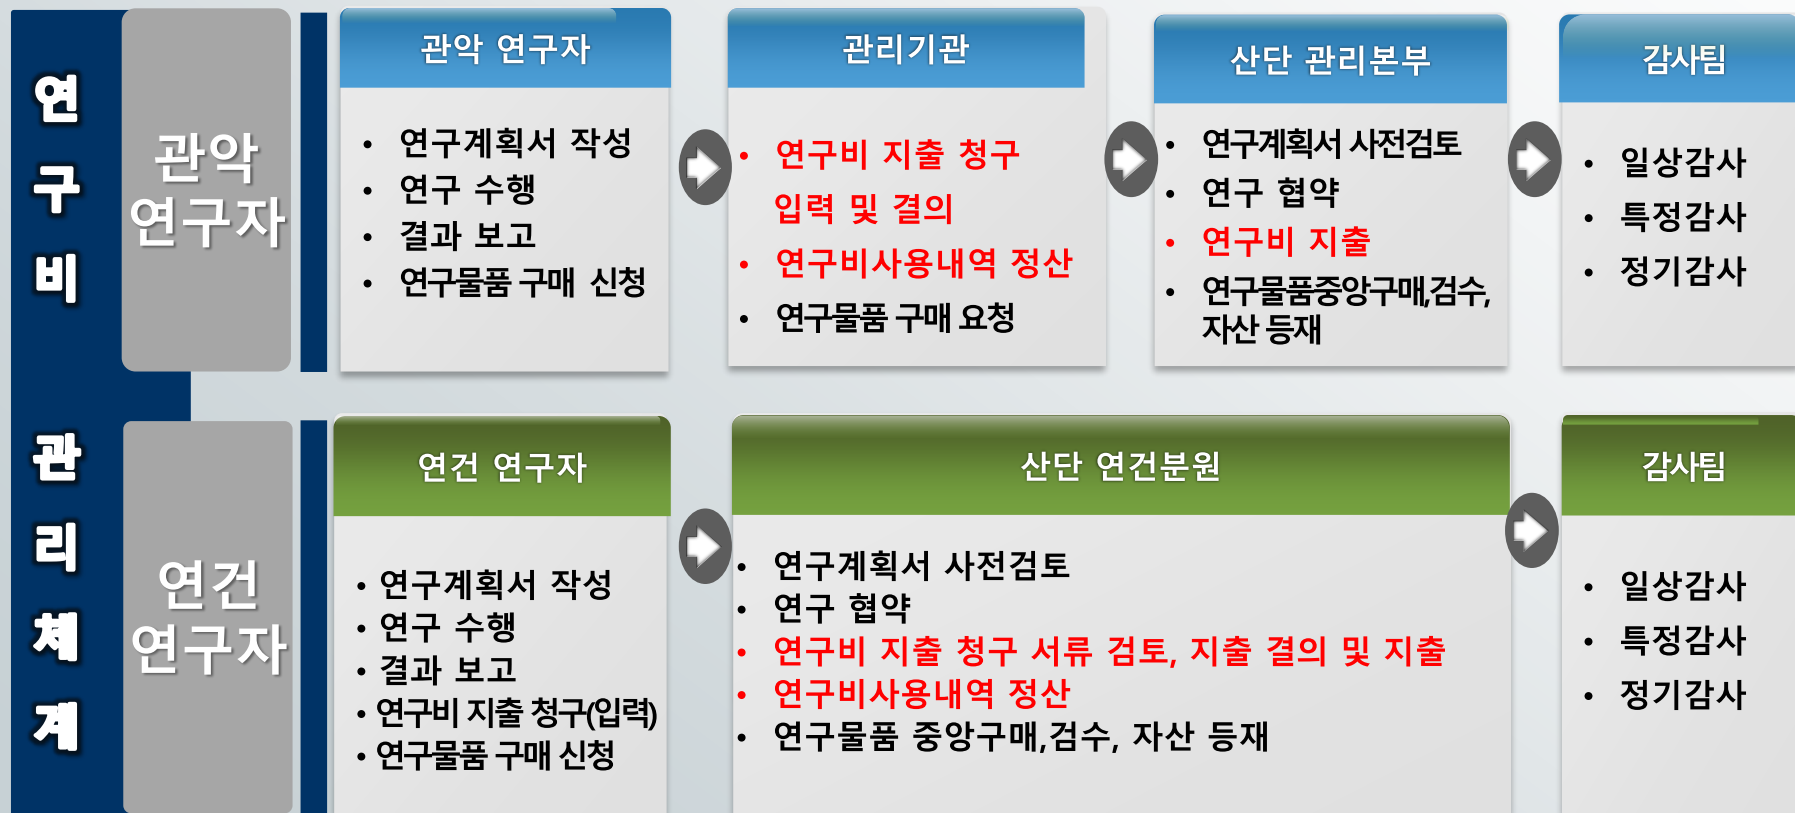 연구비 관리체계
관악
연구자
관악 연구자
• 연구계획서 작성
• 연구 수행
• 결과 보고
• 연구물품 구매 신청
관리기관
• 연구비 지출 청구
입력 및 결의
• 연구비사용내역 정산
• 연구물품 구매 요청
산단 관리본부
• 연구계획서 사전검토
• 연구 협약
• 연구비 지출
• 연구물품중앙구매,검수,
자산 등재
감사팀
• 일상감사
• 특정감사
• 정기감사
연건
연구자
연건 연구자
• 연구계획서 작성
• 연구 수행
• 결과 보고
• 연구비 지출 청구(입력)
• 연구물품 구매 신청
산단 연건분원
• 연구계획서 사전검토
• 연구 협약
• 연구비 지출 청구 서류 검토, 지출 결의 및 지출
• 연구비사용내역 정산
• 연구물품 중앙구매,검수, 자산 등재
감사팀
• 일상감사
• 특정감사
• 정기감사